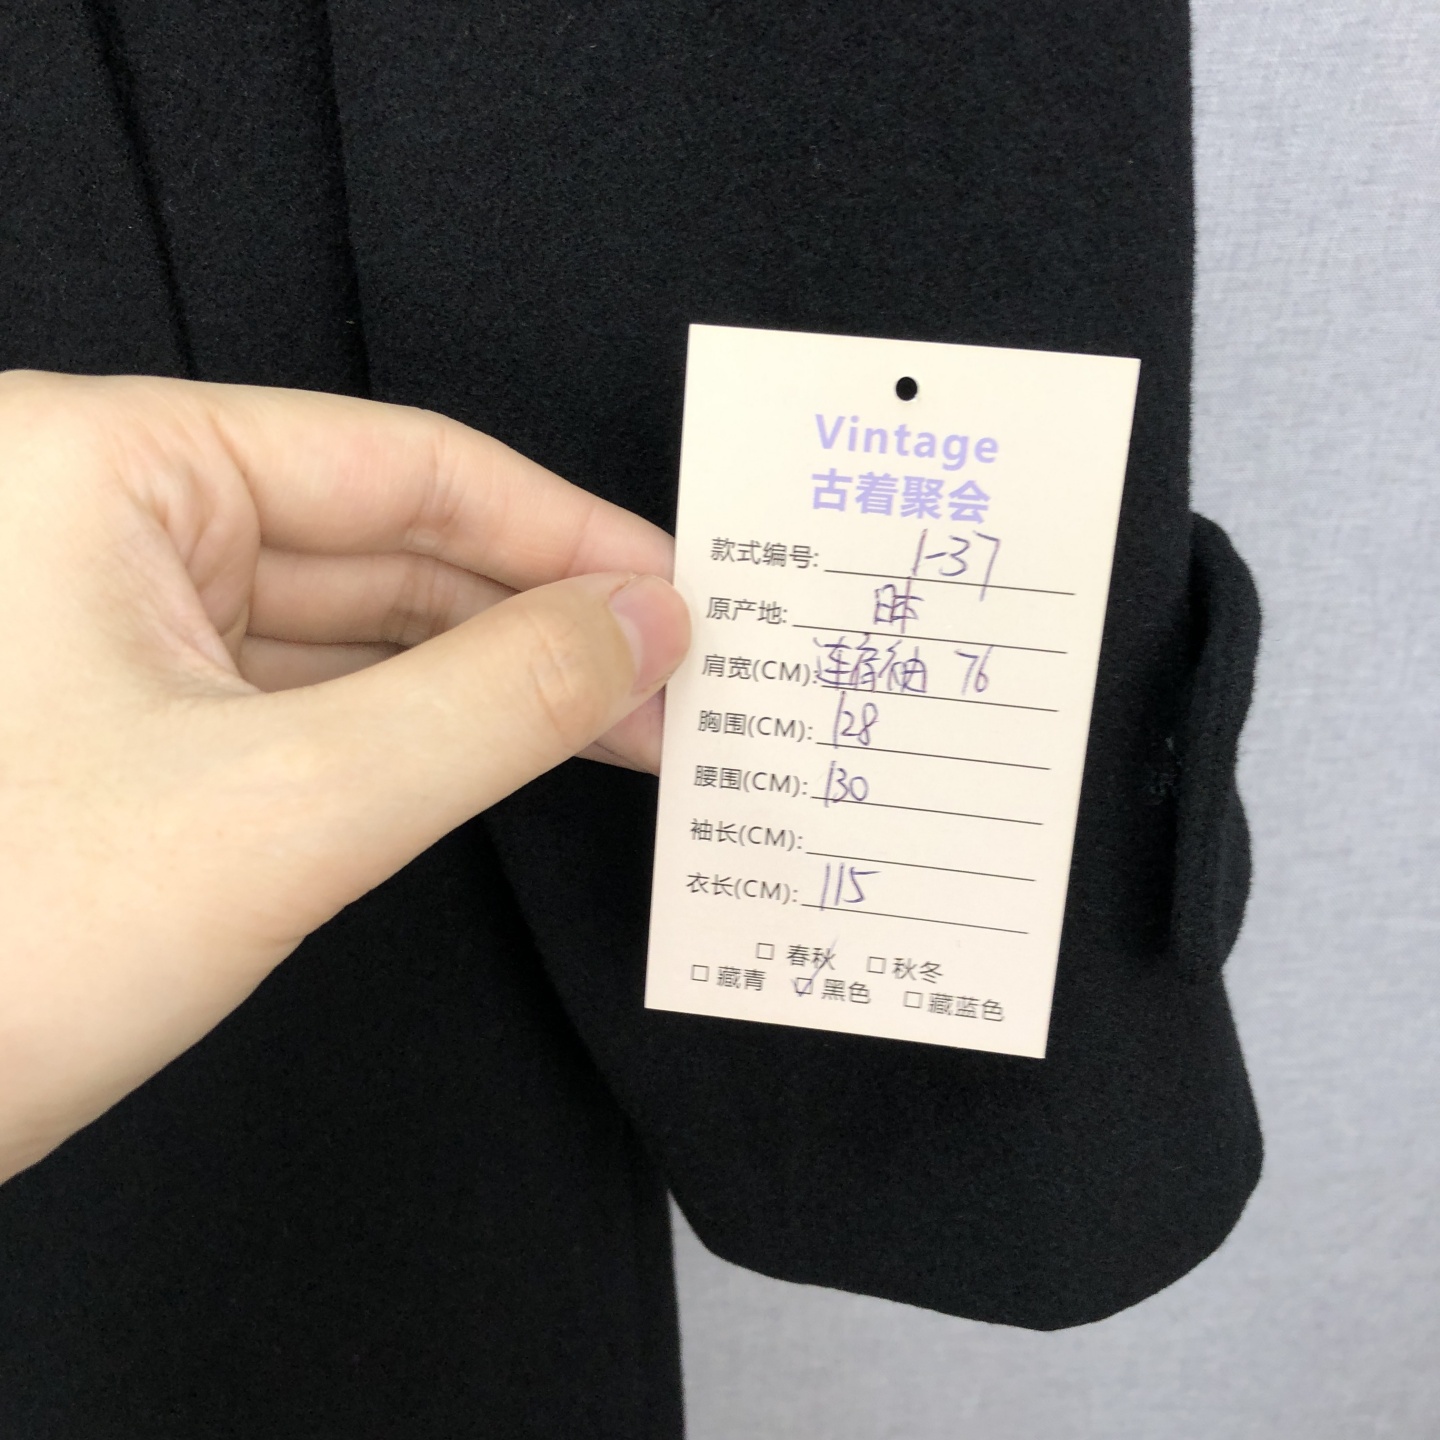 Vintage
古着聚会
款式编号: 1-37
原产地: 日本
肩宽(CM): 连肩袖 76
胸围(CM): 128
腰围(CM): 130
袖长(CM):
衣长(CM): 115
☐ 春秋 ☐ 秋冬
☐ 藏青 ☑ 黑色 ☐ 藏蓝色